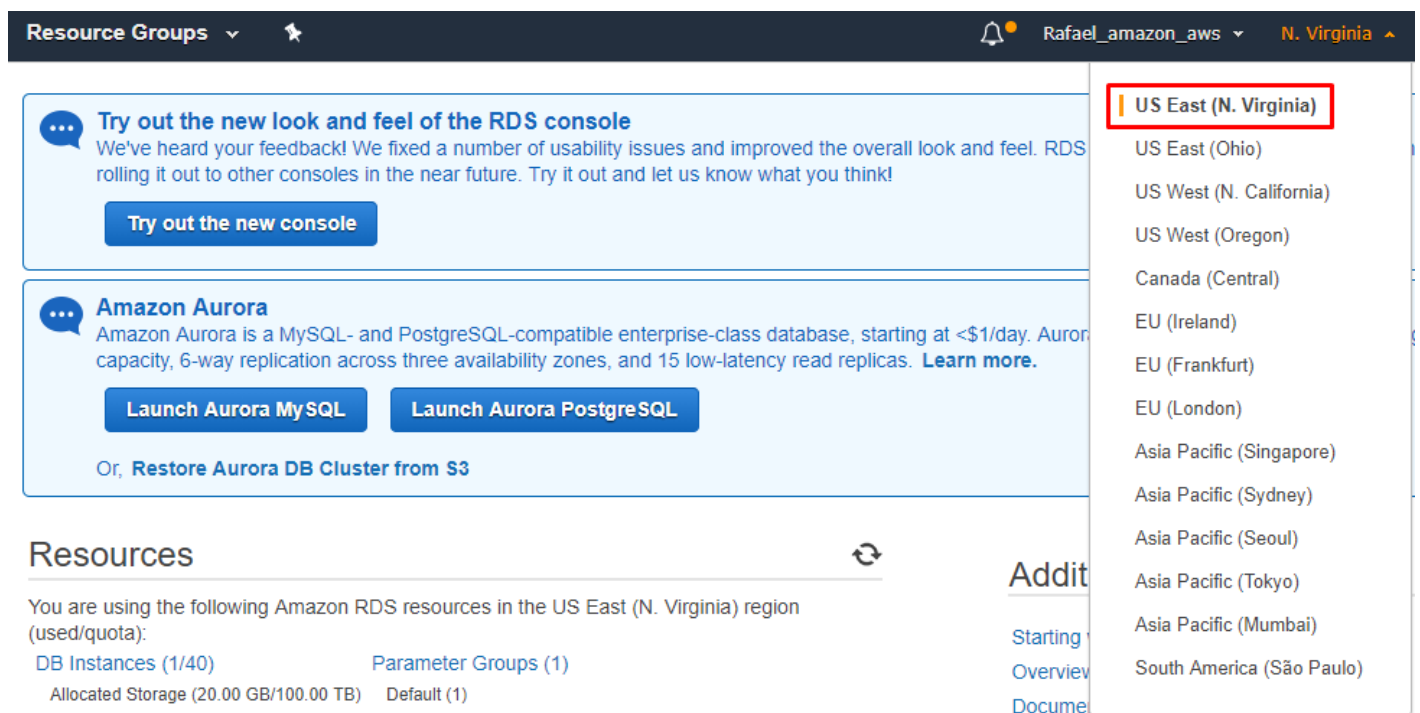 Resource Groups
Rafael_amazon_aws
N. Virginia
Try out the new look and feel of the RDS console
We've heard your feedback! We fixed a number of usability issues and improved the overall look and feel. RDS
rolling it out to other consoles in the near future. Try it out and let us know what you think!
Try out the new console
Amazon Aurora
Amazon Aurora is a MySQL- and PostgreSQL-compatible enterprise-class database, starting at <$1/day.
capacity, 6-way replication across three availability zones, and 15 low-latency read replicas. Learn more.
Launch Aurora MySQL
Launch Aurora PostgreSQL
Or, Restore Aurora DB Cluster from S3
Resources
You are using the following Amazon RDS resources in the US East (N. Virginia) region
(used/quota):
DB Instances (1/40)
Parameter Groups (1)
Allocated Storage (20.00 GB/100.00 TB)
Default (1)
Starting
US East (N. Virginia)
US East (Ohio)
US West (N. California)
US West (Oregon)
Canada (Central)
EU (Ireland)
EU (Frankfurt)
EU (London)
Asia Pacific (Singapore)
Asia Pacific (Sydney)
Asia Pacific (Seoul)
Asia Pacific (Tokyo)
Asia Pacific (Mumbai)
South America (São Paulo)